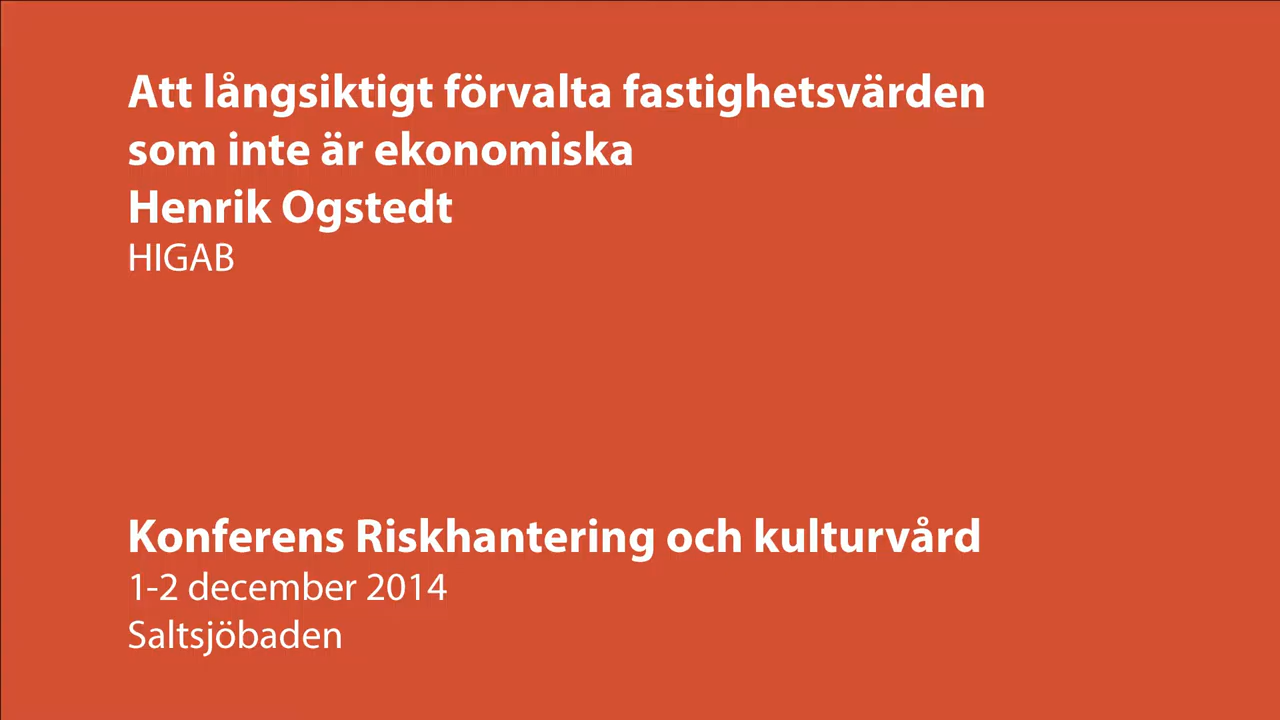 Att långsiktigt förvalta fastighetsvärden
som inte är ekonomiska
Henrik Ogstedt
HIGAB
Konferens Riskhantering och kulturvård
1-2 december 2014
Saltsjöbaden